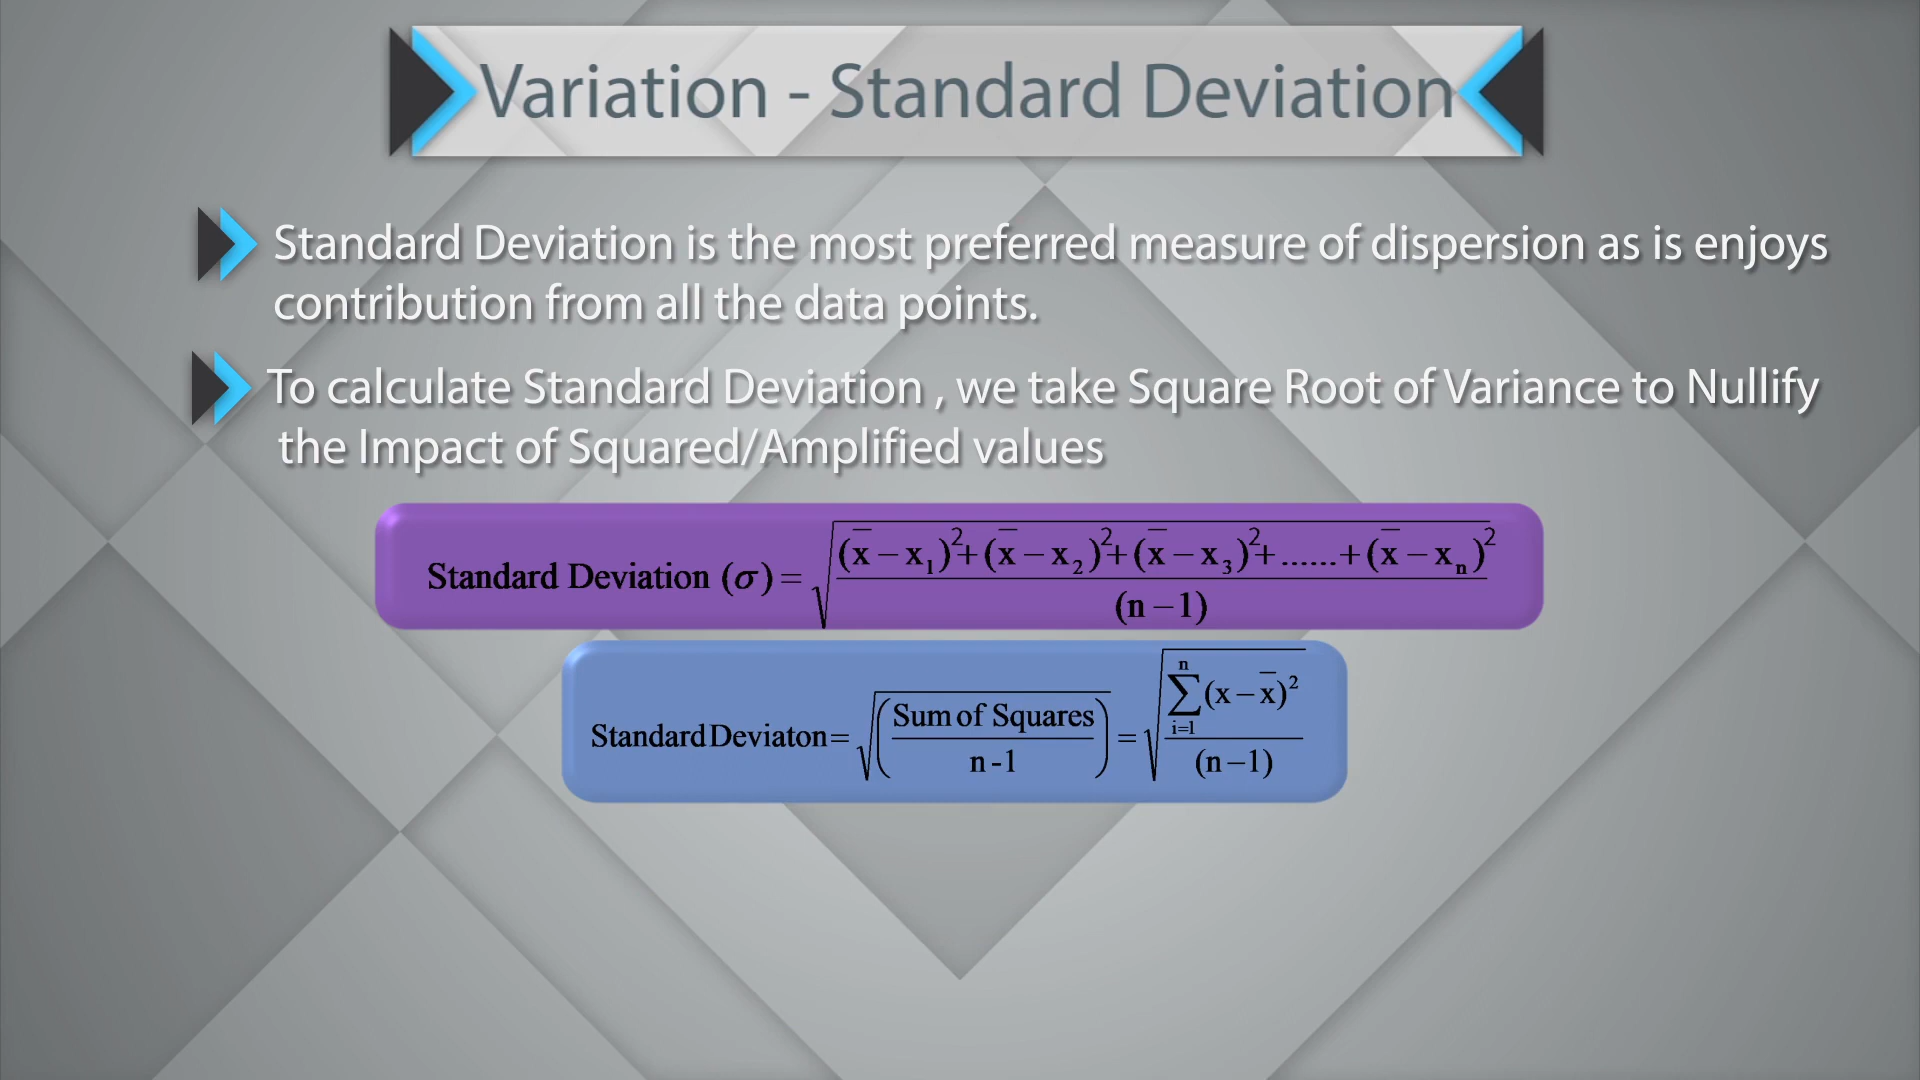 Variation - Standard Deviation
Standard Deviation is the most preferred measure of dispersion as is enjoys
contribution from all the data points.
To calculate Standard Deviation , we take Square Root of Variance to Nullify
the Impact of Squared/Amplified values
Standard Deviation (σ) = √((x̄ − x₁)² + (x̄ − x₂)² + (x̄ − x₃)² + ...... + (x̄ − xₙ)² / (n − 1))
Standard Deviaton = √(Sum of Squares / n - 1) = √(∑ⁿᵢ₌₁ (x − x̄)² / (n − 1))